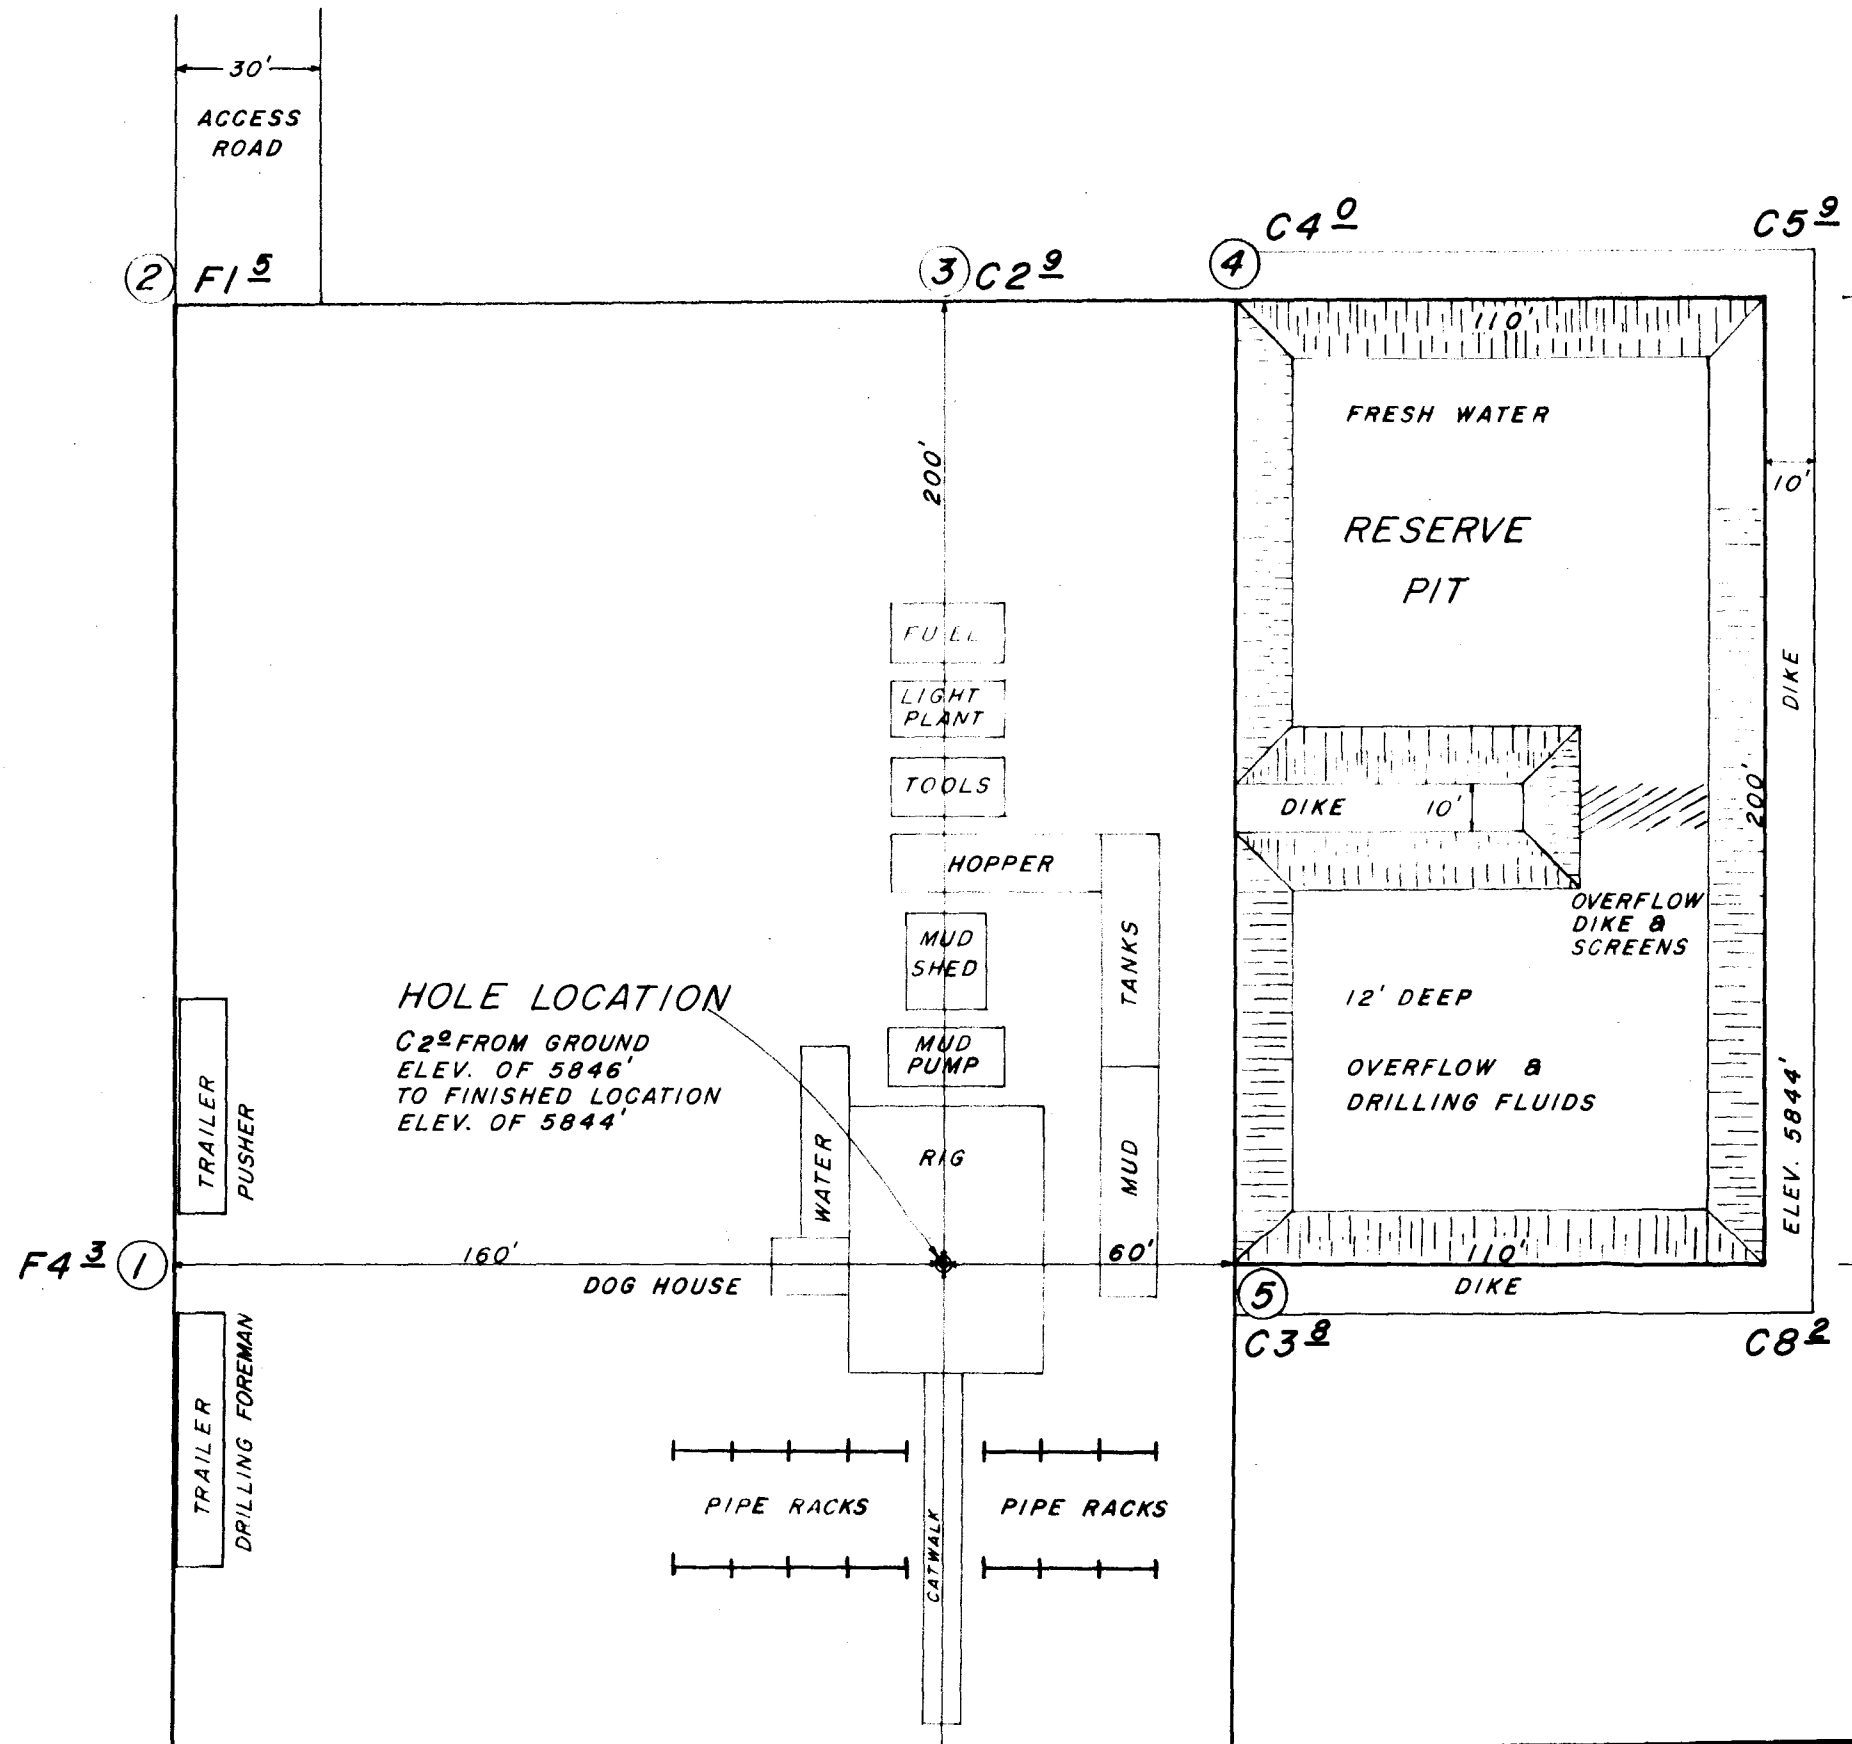 30'
ACCESS
ROAD
C4 0
C5 9
2 F1 5
3 C2 9
4
110'
FRESH WATER
200'
10'
RESERVE
PIT
FUEL
LIGHT
PLANT
DIKE
TOOLS
DIKE 10'
200'
HOPPER
OVERFLOW
DIKE &
SCREENS
MUD
SHED
TANKS
HOLE LOCATION
12' DEEP
C2 0 FROM GROUND
ELEV. OF 5846'
TO FINISHED LOCATION
ELEV. OF 5844'
MUD
PUMP
OVERFLOW &
DRILLING FLUIDS
TRAILER
PUSHER
WATER
RIG
MUD
ELEV. 5844'
F4 3 1
160'
60'
110'
DOG HOUSE
5
DIKE
C3 8
C8 2
TRAILER
DRILLING FOREMAN
PIPE RACKS
PIPE RACKS
CATWALK